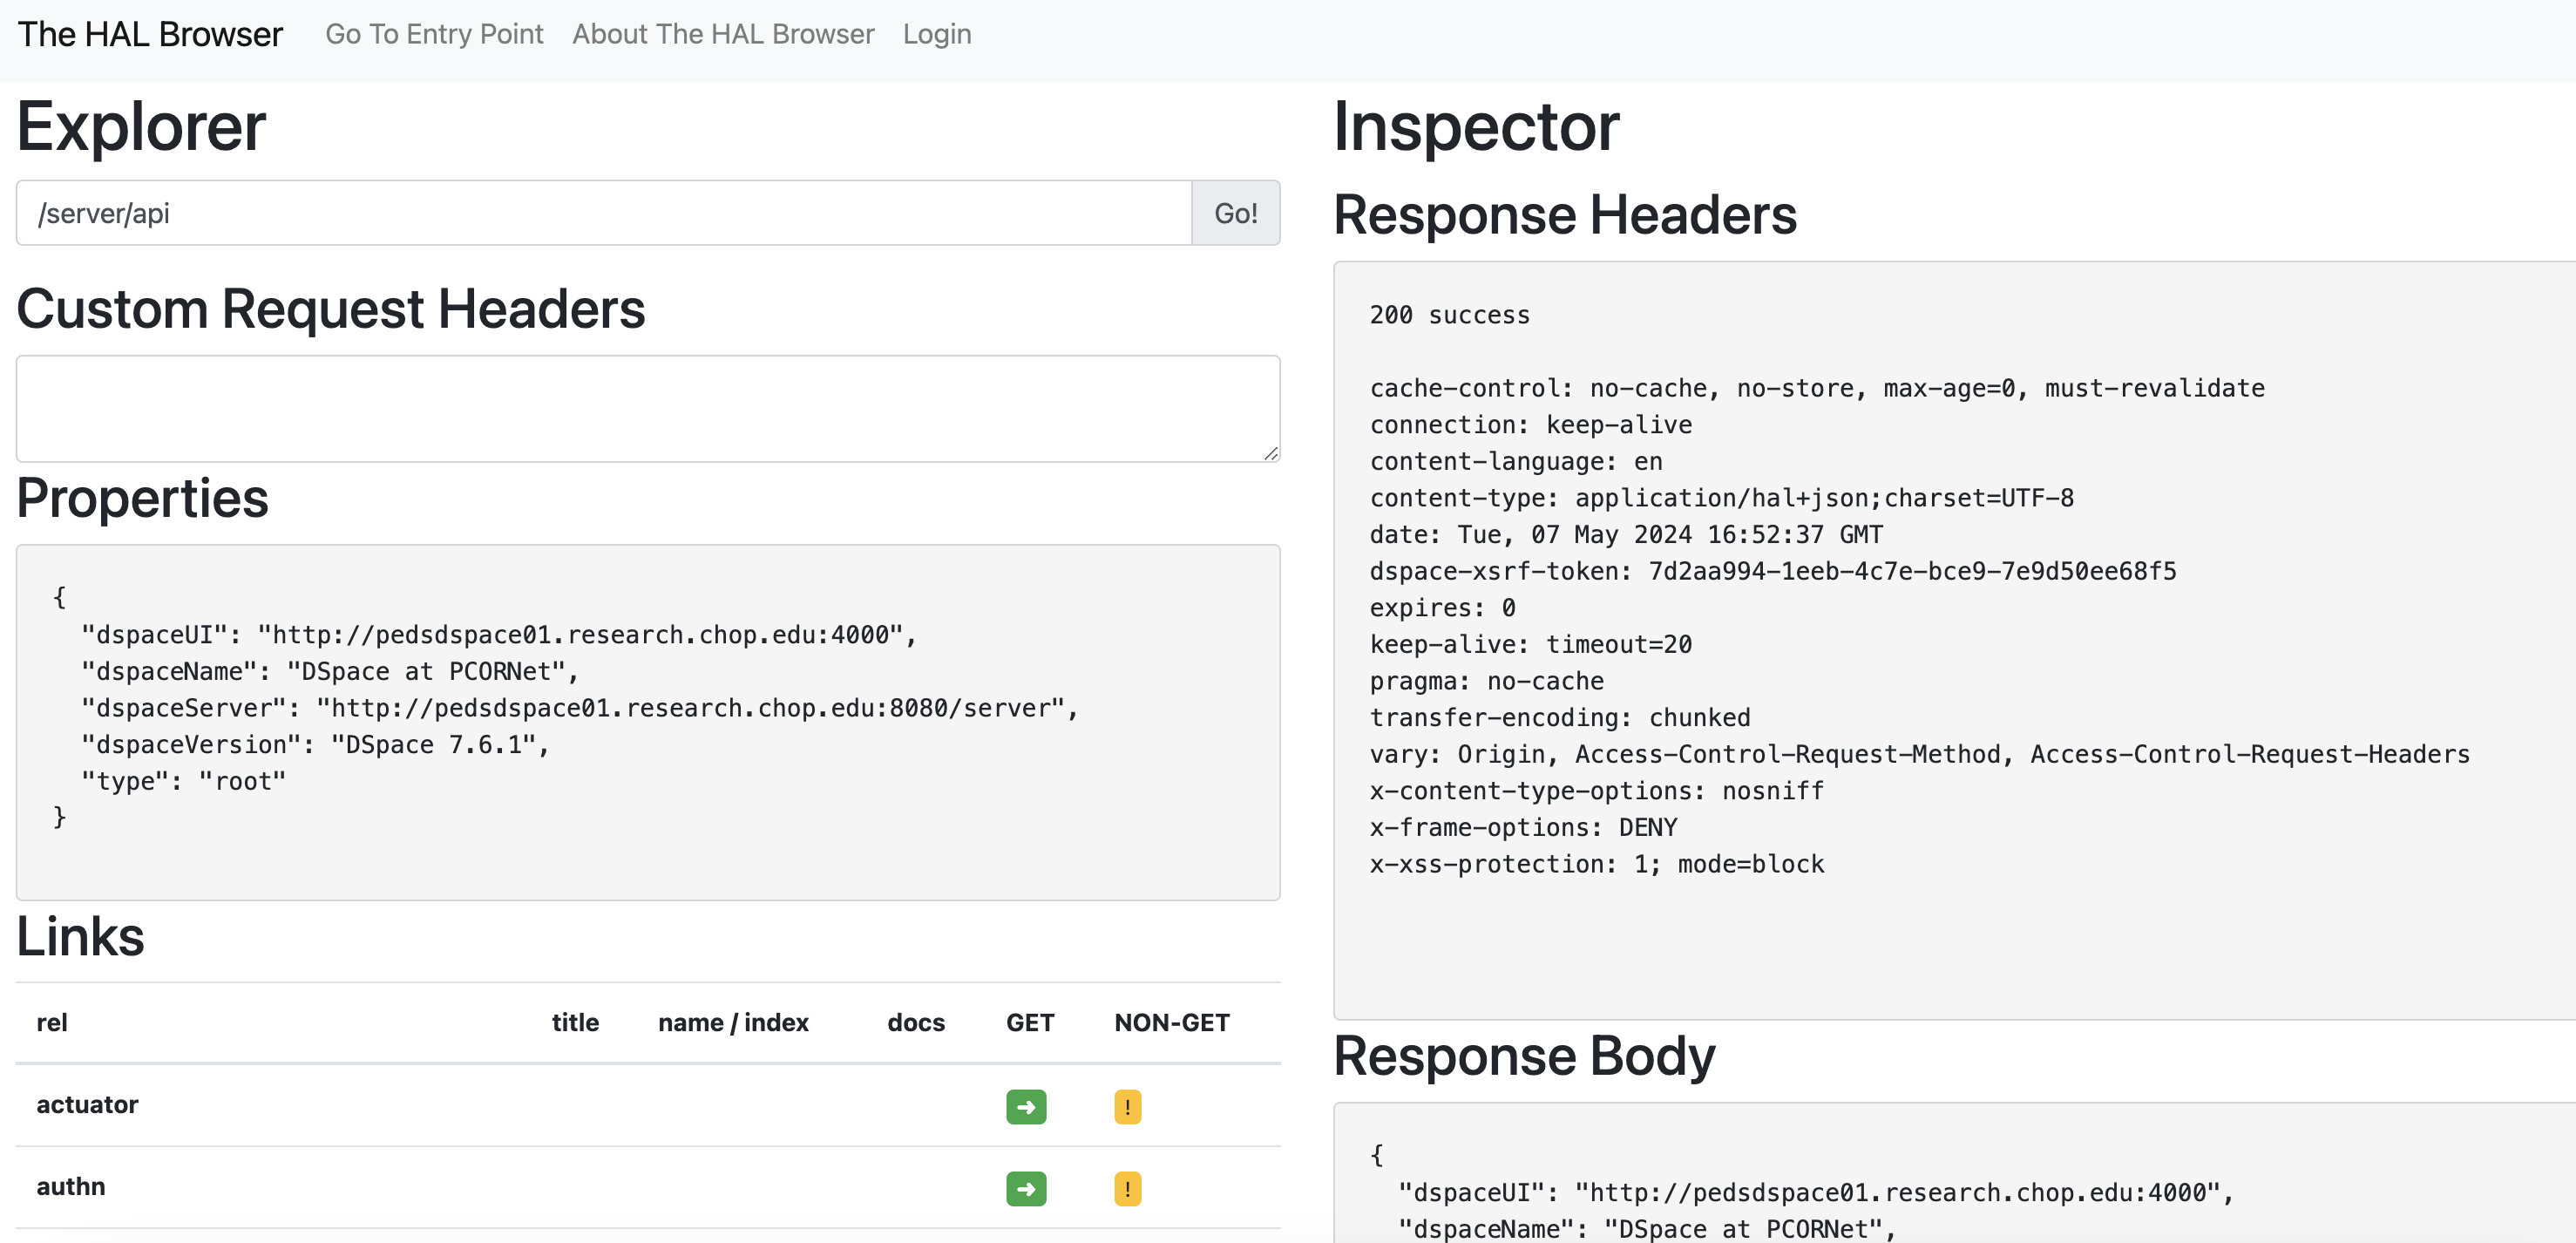 The HAL Browser Go To Entry Point About The HAL Browser Login
Explorer
/server/api Go!
Custom Request Headers
Properties
{
"dspaceUI": "http://pedsdspace01.research.chop.edu:4000",
"dspaceName": "DSpace at PCORNet",
"dspaceServer": "http://pedsdspace01.research.chop.edu:8080/server",
"dspaceVersion": "DSpace 7.6.1",
"type": "root"
}
Links
rel title name / index docs GET NON-GET
actuator ➜ !
authn ➜ !
Inspector
Response Headers
200 success
cache-control: no-cache, no-store, max-age=0, must-revalidate
connection: keep-alive
content-language: en
content-type: application/hal+json;charset=UTF-8
date: Tue, 07 May 2024 16:52:37 GMT
dspace-xsrf-token: 7d2aa994-1eeb-4c7e-bce9-7e9d50ee68f5
expires: 0
keep-alive: timeout=20
pragma: no-cache
transfer-encoding: chunked
vary: Origin, Access-Control-Request-Method, Access-Control-Request-Headers
x-content-type-options: nosniff
x-frame-options: DENY
x-xss-protection: 1; mode=block
Response Body
{
"dspaceUI": "http://pedsdspace01.research.chop.edu:4000",
"dspaceName": "DSpace at PCORNet",